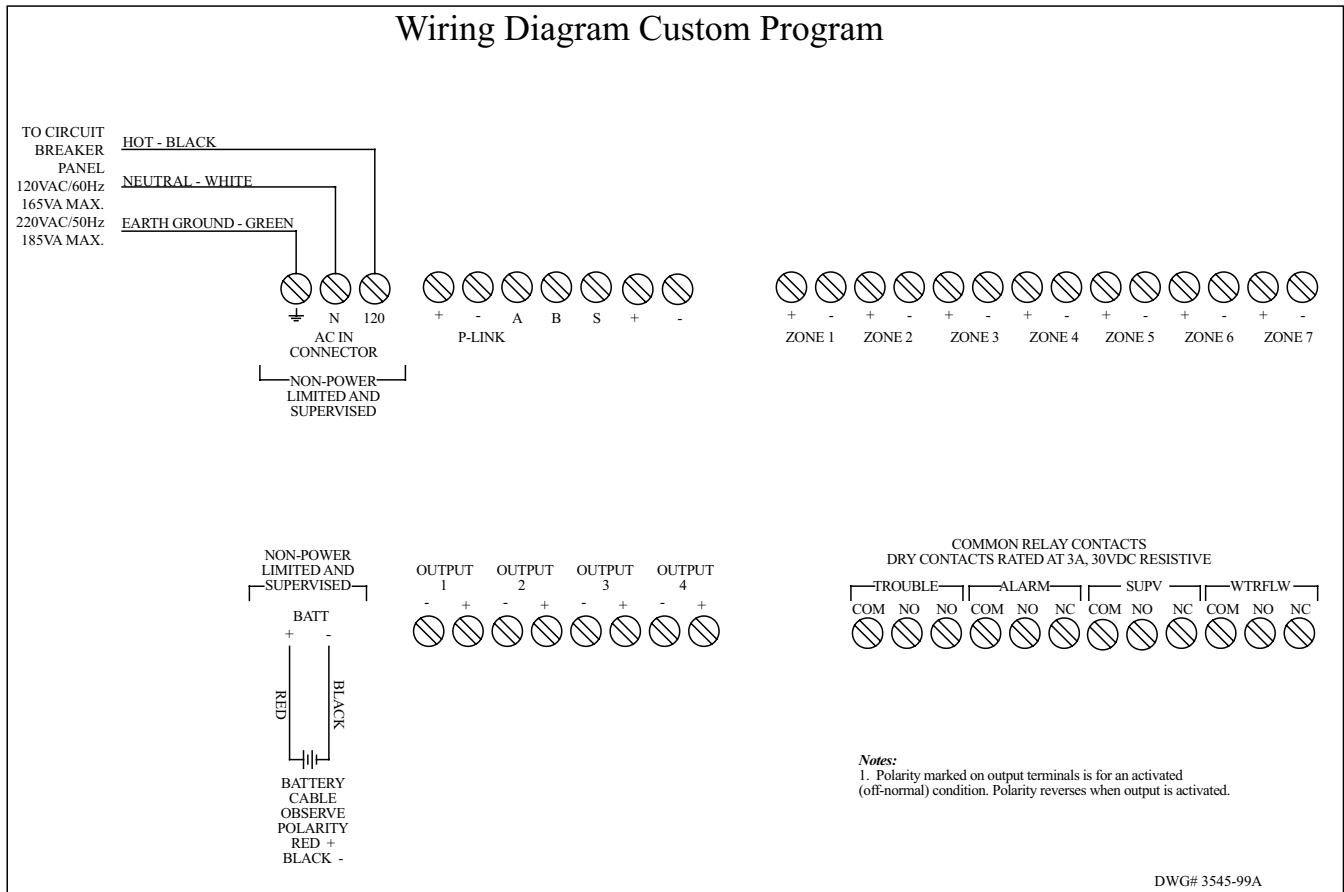 Wiring Diagram Custom Program
TO CIRCUIT
BREAKER
PANEL
120VAC/60Hz
165VA MAX.
220VAC/50Hz
185VA MAX.
HOT - BLACK
NEUTRAL - WHITE
EARTH GROUND - GREEN
N 120
AC IN
CONNECTOR
NON-POWER
LIMITED AND
SUPERVISED
+ - A B S + -
P-LINK
+ - + - + - + - + - + - + -
ZONE 1 ZONE 2 ZONE 3 ZONE 4 ZONE 5 ZONE 6 ZONE 7
NON-POWER
LIMITED AND
SUPERVISED
BATT
+ -
RED
BLACK
BATTERY
CABLE
OBSERVE
POLARITY
RED +
BLACK -
OUTPUT OUTPUT OUTPUT OUTPUT
1 2 3 4
- + - + - + - +
COMMON RELAY CONTACTS
DRY CONTACTS RATED AT 3A, 30VDC RESISTIVE
TROUBLE ALARM SUPV WTRFLW
COM NO NO COM NO NC COM NO NC COM NO NC
Notes:
1. Polarity marked on output terminals is for an activated
(off-normal) condition. Polarity reverses when output is activated.
DWG# 3545-99A